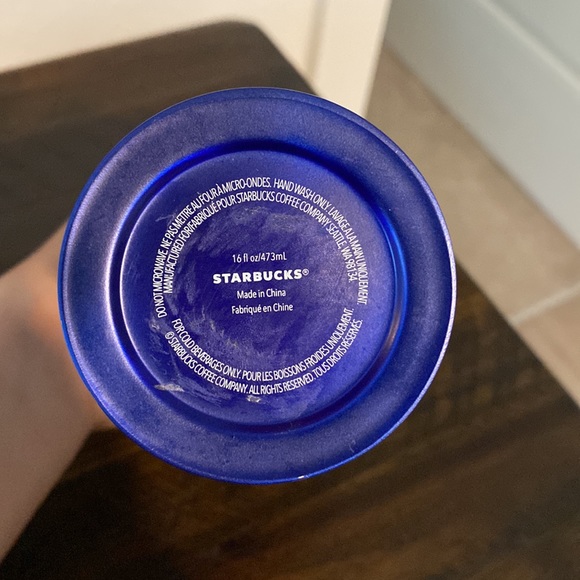 DO NOT MICROWAVE. NE PAS METTRE AU FOUR À MICRO-ONDES. HAND WASH ONLY. LAVAGE À LA MAIN UNIQUEMENT.
MANUFACTURED FOR/FABRIQUÉ POUR STARBUCKS COFFEE COMPANY, SEATTLE, WA 98134
16 fl oz/473mL
STARBUCKS®
Made in China
Fabriqué en Chine
FOR COLD BEVERAGES ONLY. POUR LES BOISSONS FROIDES UNIQUEMENT.
©STARBUCKS COFFEE COMPANY. ALL RIGHTS RESERVED. TOUS DROITS RÉSERVÉS.